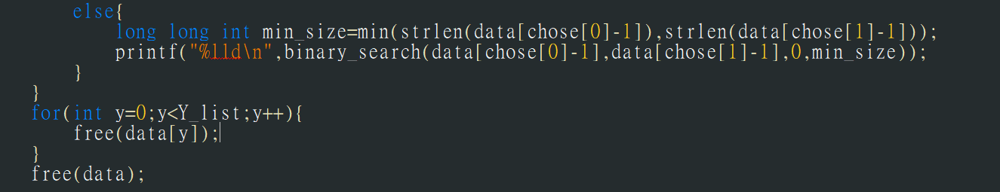 else{
long long int min_size=min(strlen(data[chose[0]-1]),strlen(data[chose[1]-1]));
printf("%lld\n",binary_search(data[chose[0]-1],data[chose[1]-1],0,min_size));
}
}
for(int y=0;y<Y_list;y++){
free(data[y]);
}
free(data);